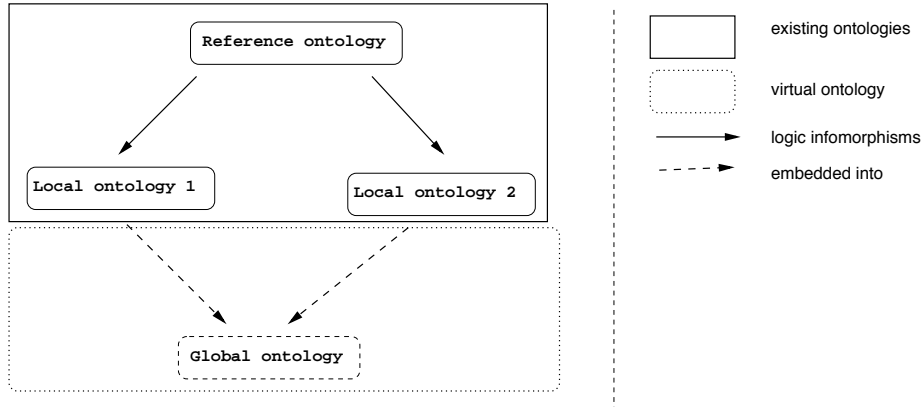 Reference ontology
Local ontology 1
Local ontology 2
Global ontology
existing ontologies
virtual ontology
logic infomorphisms
embedded into